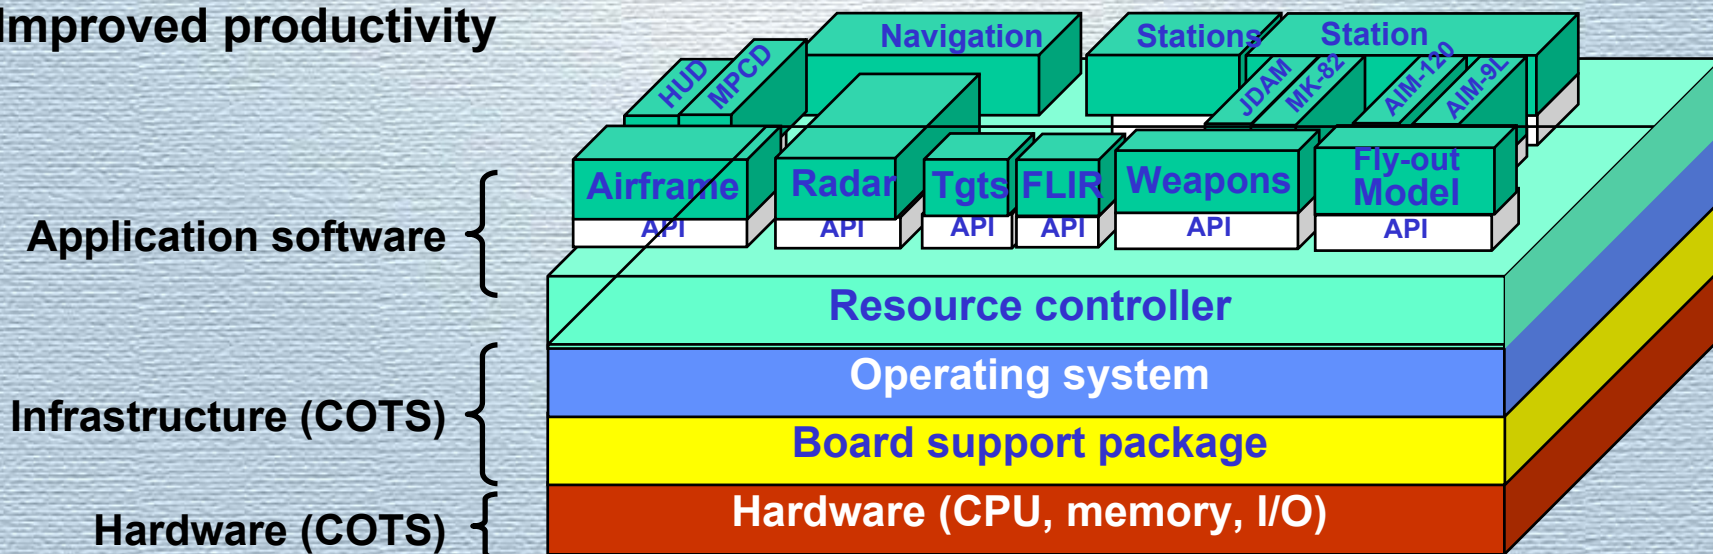 Improved productivity
Navigation
Stations
Station
HUD
MPCD
JDAM
MK-82
AIM-120
AIM-9L
Airframe
Radar
Tgts
FLIR
Weapons
Fly-out
Model
API
API
API
API
API
API
Application software
Resource controller
Operating system
Infrastructure (COTS)
Board support package
Hardware (CPU, memory, I/O)
Hardware (COTS)